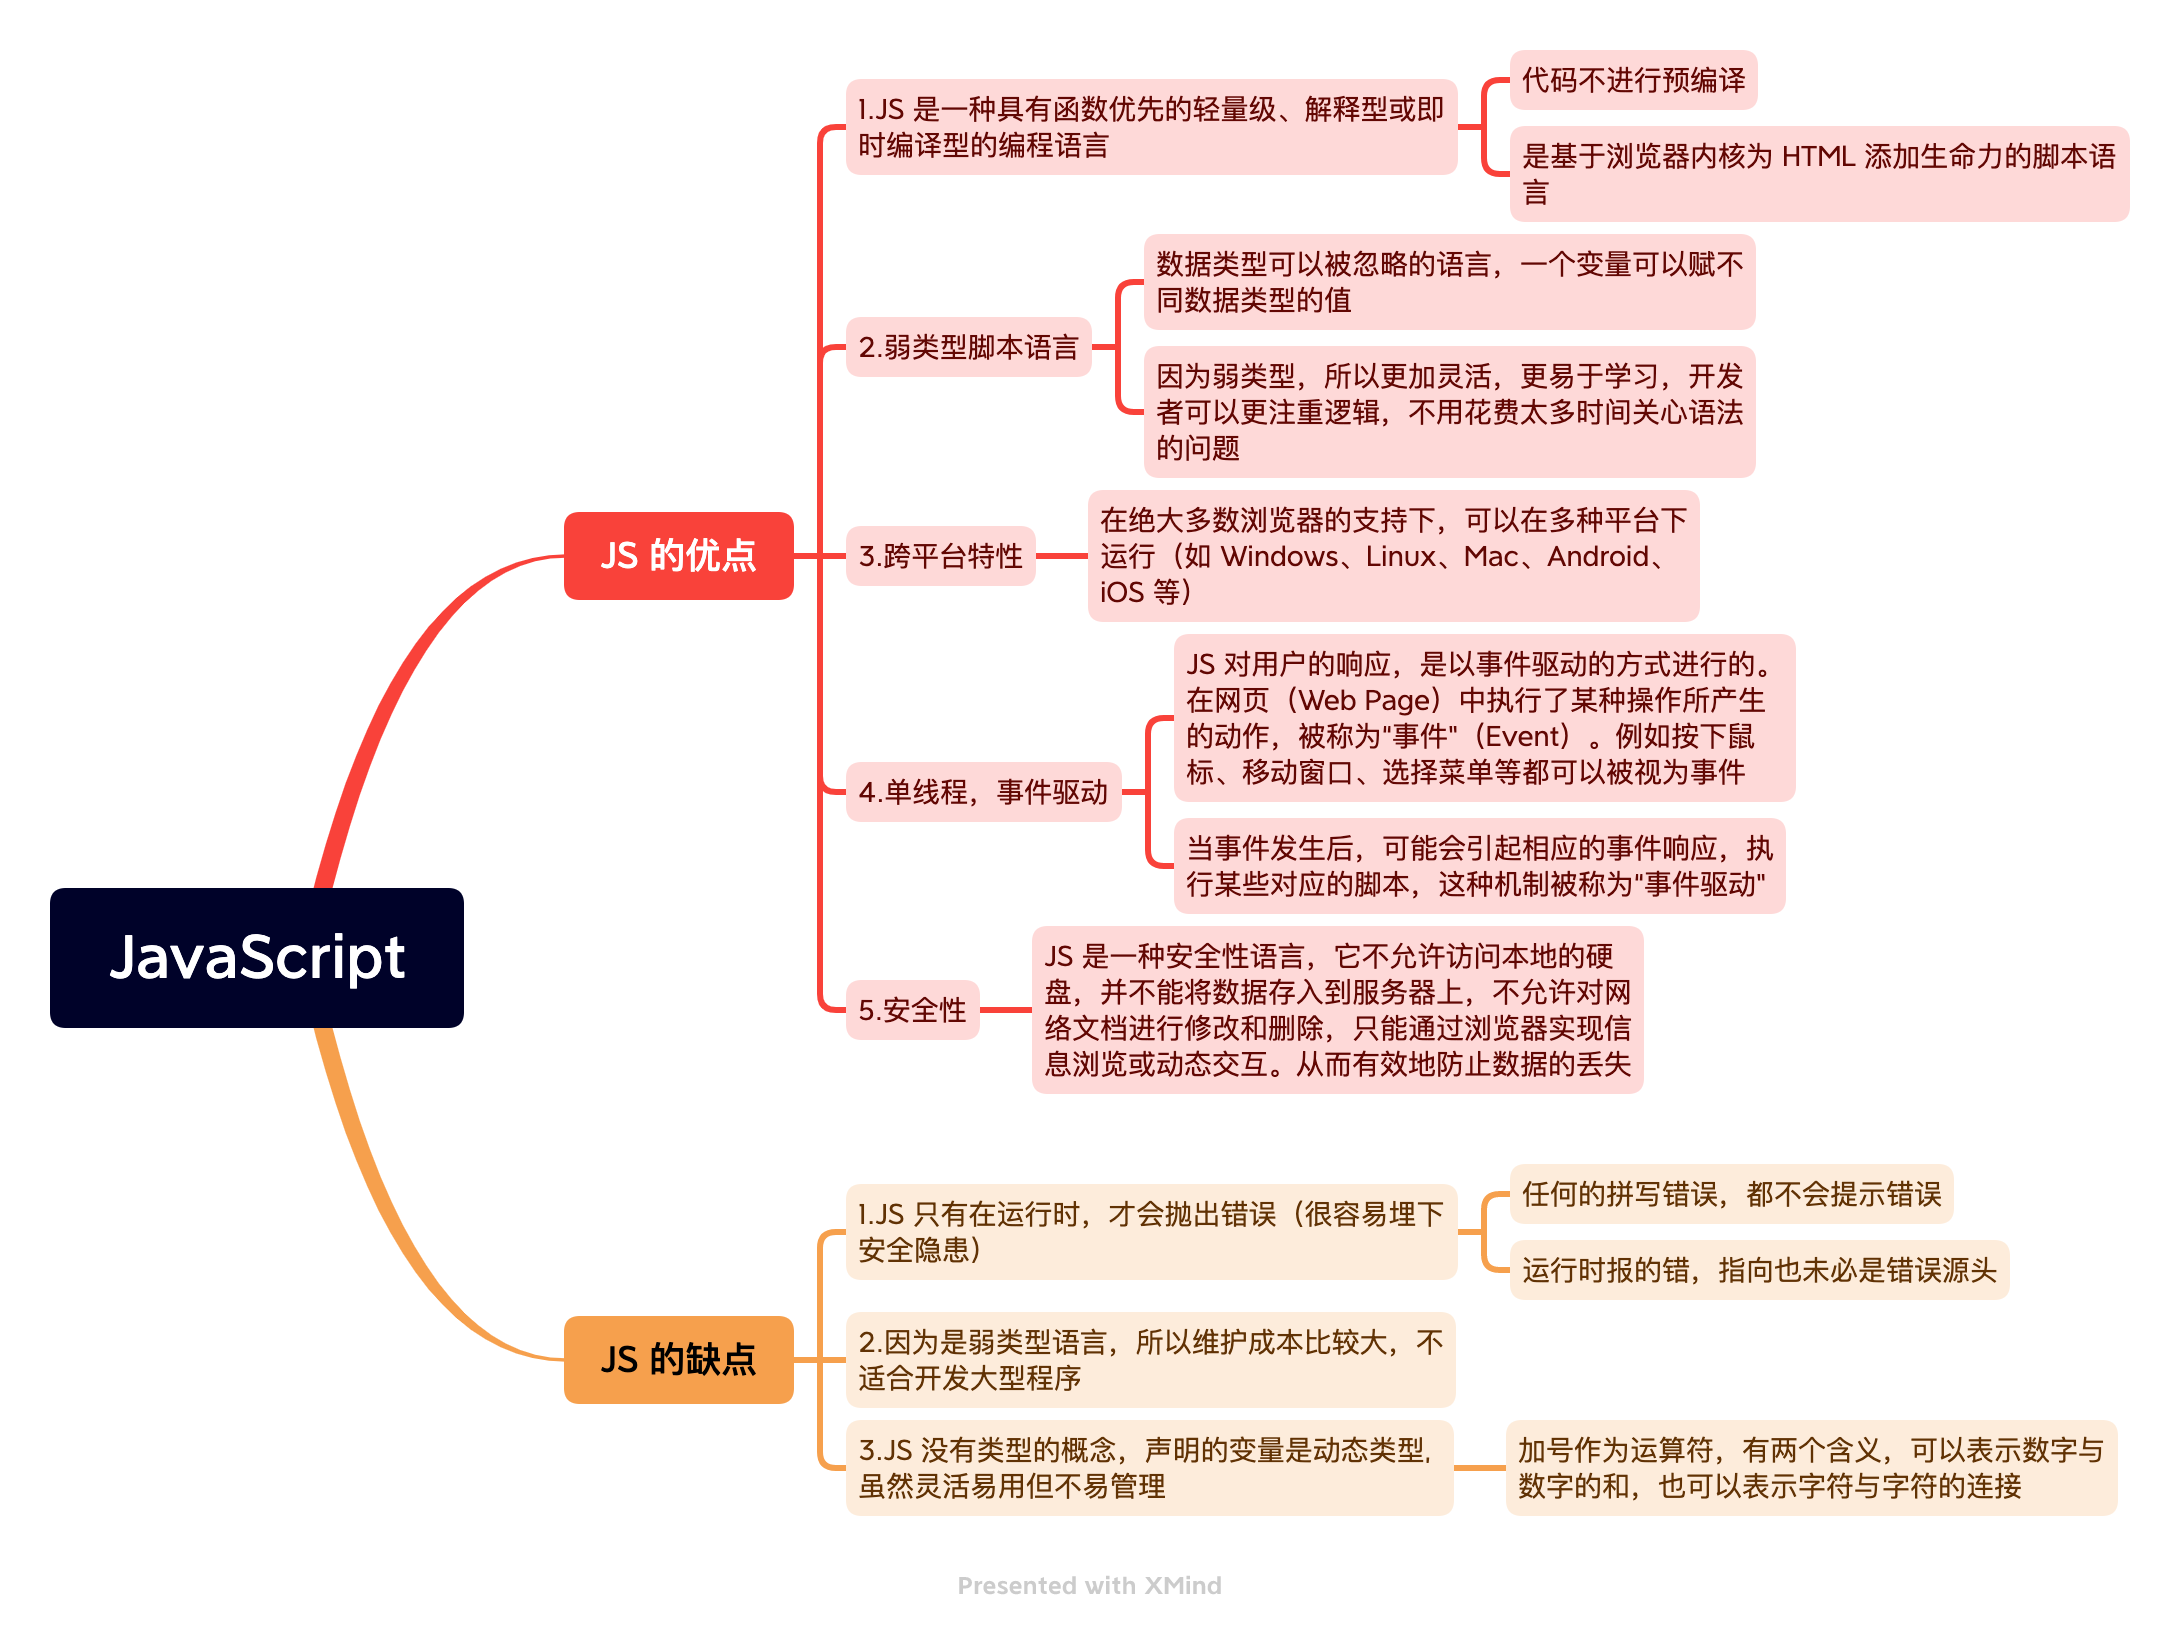 JavaScript
JS 的优点
1.JS 是一种具有函数优先的轻量级、解释型或即
时编译型的编程语言
代码不进行预编译
是基于浏览器内核为 HTML 添加生命力的脚本语
言
2.弱类型脚本语言
数据类型可以被忽略的语言，一个变量可以赋不
同数据类型的值
因为弱类型，所以更加灵活，更易于学习，开发
者可以更注重逻辑，不用花费太多时间关心语法
的问题
3.跨平台特性
在绝大多数浏览器的支持下，可以在多种平台下
运行（如 Windows、Linux、Mac、Android、
iOS 等）
4.单线程，事件驱动
JS 对用户的响应，是以事件驱动的方式进行的。
在网页（Web Page）中执行了某种操作所产生
的动作，被称为"事件"（Event）。例如按下鼠
标、移动窗口、选择菜单等都可以被视为事件
当事件发生后，可能会引起相应的事件响应，执
行某些对应的脚本，这种机制被称为"事件驱动"
5.安全性
JS 是一种安全性语言，它不允许访问本地的硬
盘，并不能将数据存入到服务器上，不允许对网
络文档进行修改和删除，只能通过浏览器实现信
息浏览或动态交互。从而有效地防止数据的丢失
JS 的缺点
1.JS 只有在运行时，才会抛出错误（很容易埋下
安全隐患）
任何的拼写错误，都不会提示错误
运行时报的错，指向也未必是错误源头
2.因为是弱类型语言，所以维护成本比较大，不
适合开发大型程序
3.JS 没有类型的概念，声明的变量是动态类型，
虽然灵活易用但不易管理
加号作为运算符，有两个含义，可以表示数字与
数字的和，也可以表示字符与字符的连接
Presented with XMind